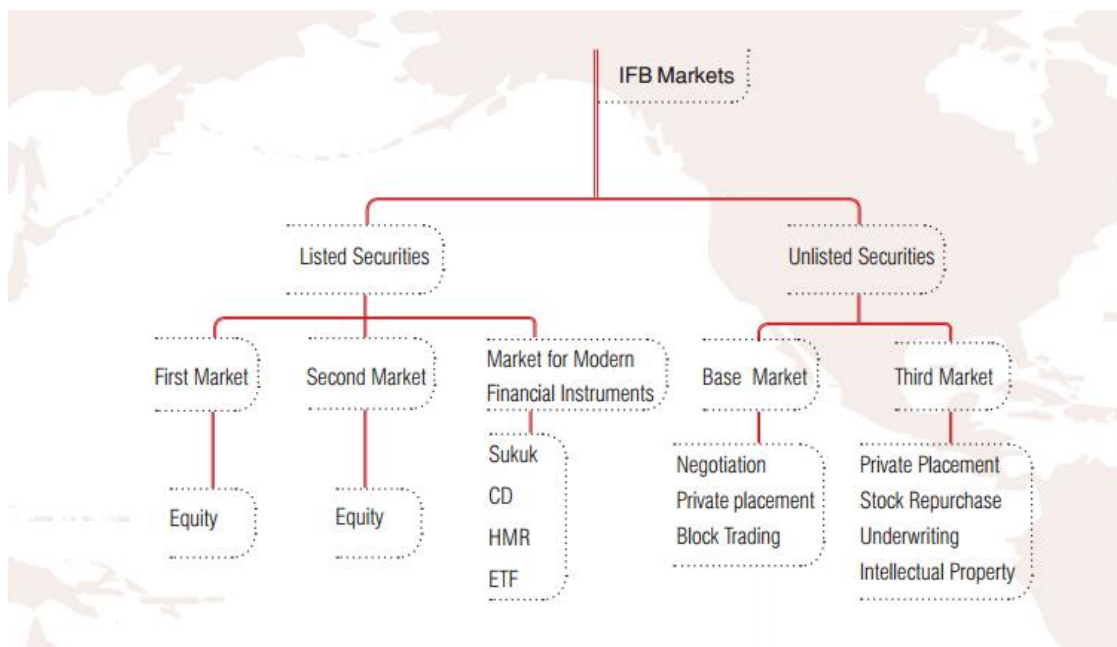 IFB Markets
Listed Securities
Unlisted Securities
First Market
Second Market
Market for Modern
Financial Instruments
Base Market
Third Market
Equity
Equity
Sukuk
CD
HMR
ETF
Negotiation
Private placement
Block Trading
Private Placement
Stock Repurchase
Underwriting
Intellectual Property